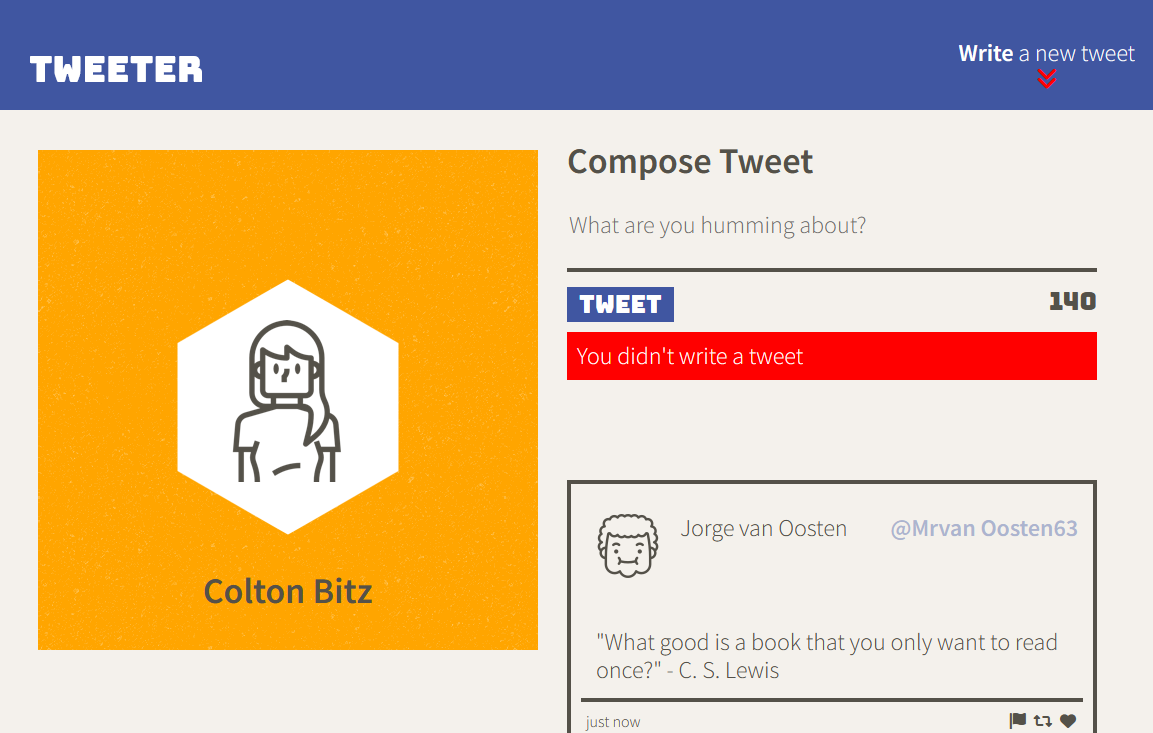 TWEETER
Write a new tweet
Colton Bitz
Compose Tweet
What are you humming about?
TWEET
140
You didn't write a tweet
Jorge van Oosten
@Mrvan Oosten63
"What good is a book that you only want to read
once?" - C. S. Lewis
just now